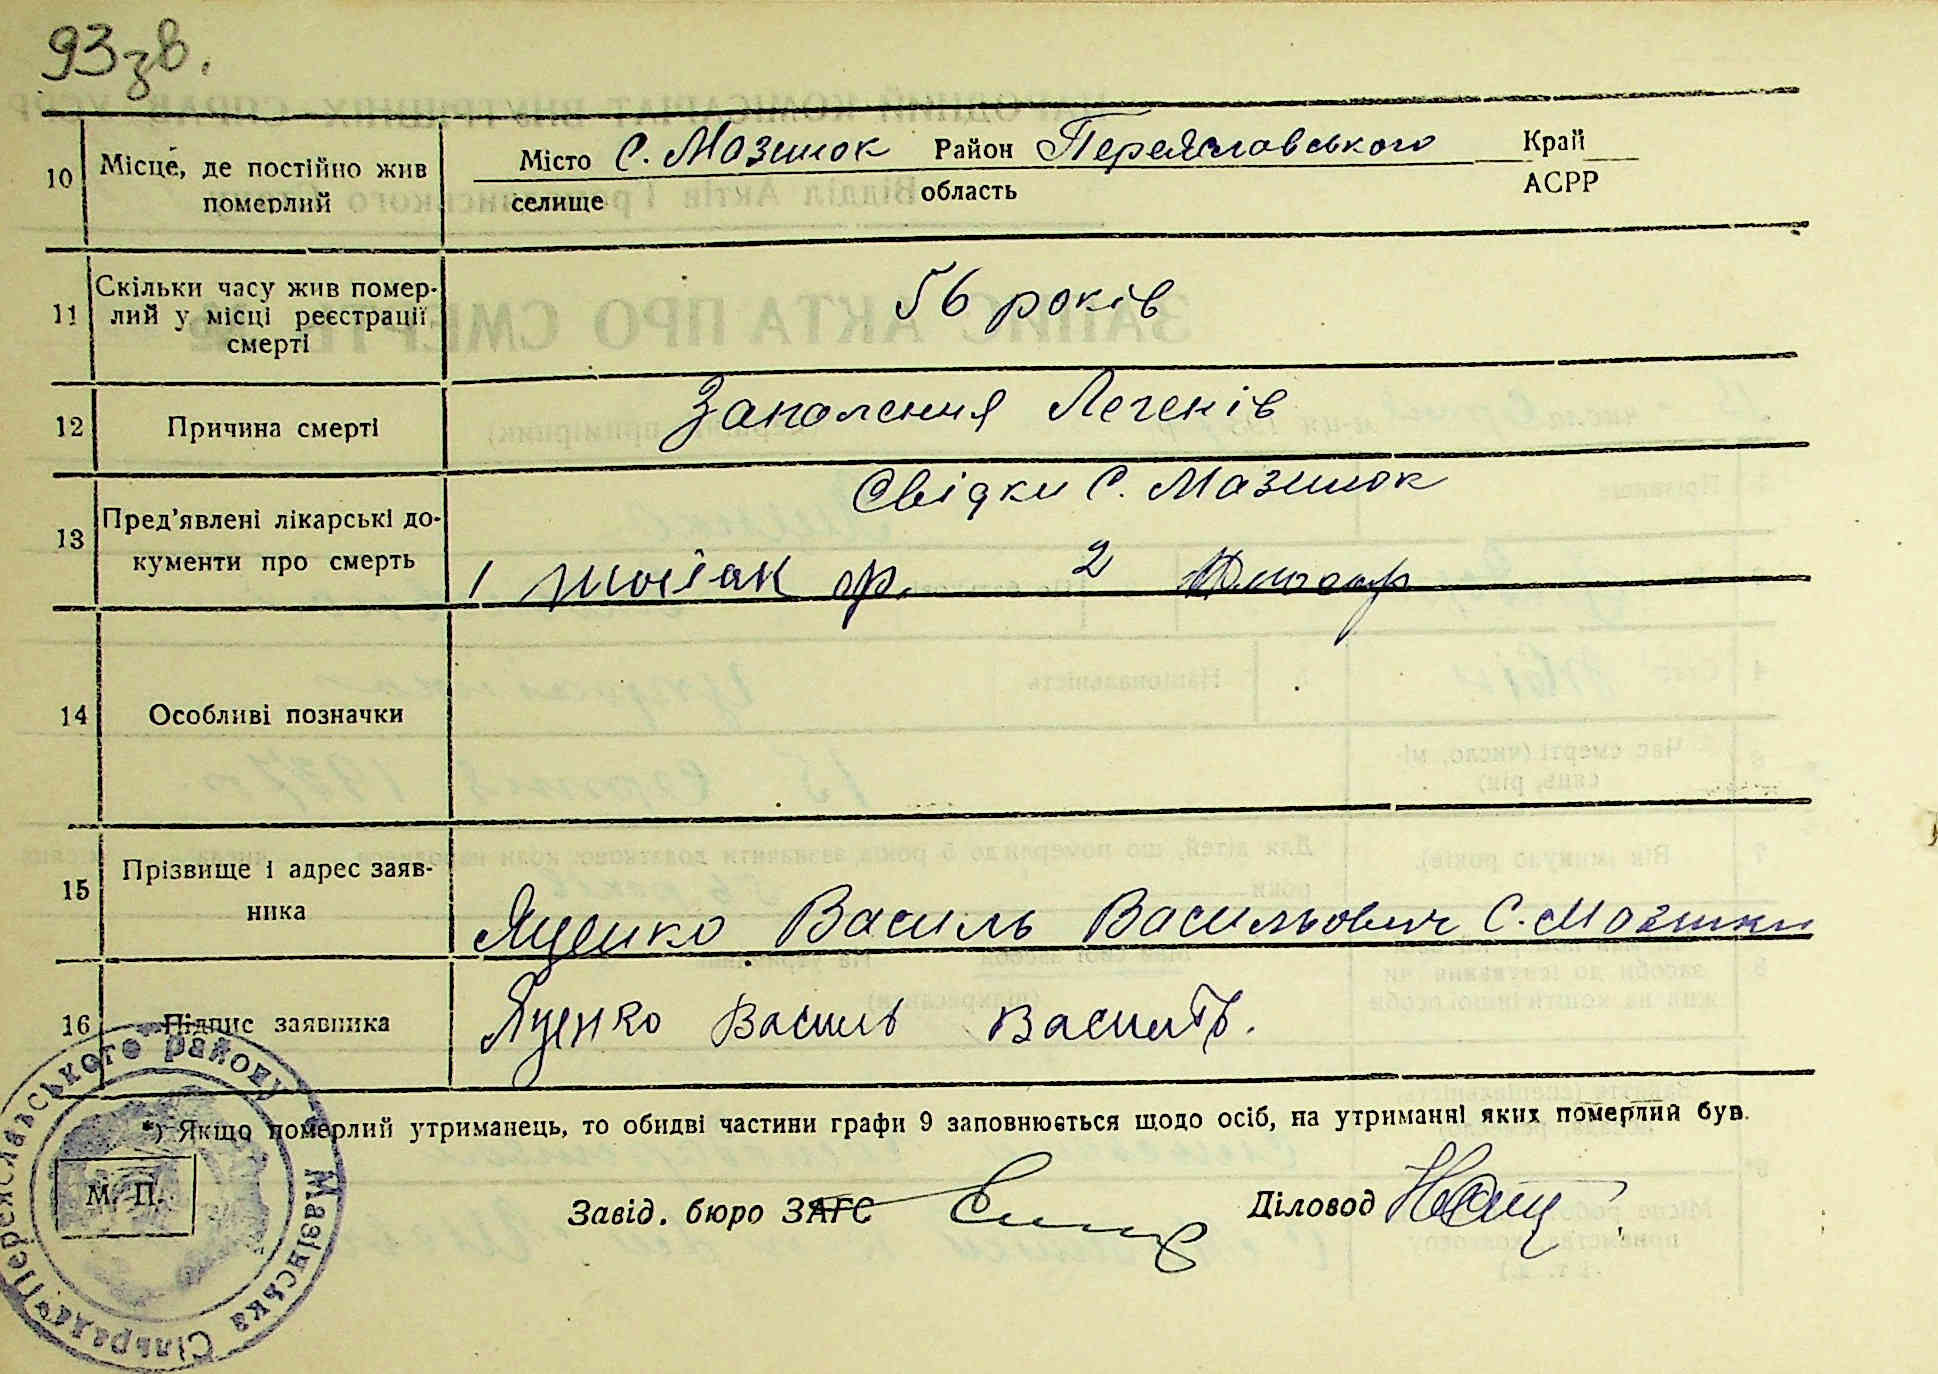 93зв.
10 Місце, де постійно жив померлий
Місто селище С. Мазинок Район область Переяславського Край АСРР
11 Скільки часу жив померлий у місці реєстрації смерті
56 років
12 Причина смерті
Запалення Легенів
13 Пред'явлені лікарські документи про смерть
Свідки С. Мазинок
1 2
14 Особливі позначки
15 Прізвище і адрес заявника
Яценко Василь Васильович С. Мазинки
16 Підпис заявника
Яценко Василь
*) Якщо померлий утриманець, то обидві частини графи 9 заповнюється щодо осіб, на утриманні яких померлий був.
М. П.
Завід. бюро ЗАГС Діловод
Мазінська Сільрада Переяславського району